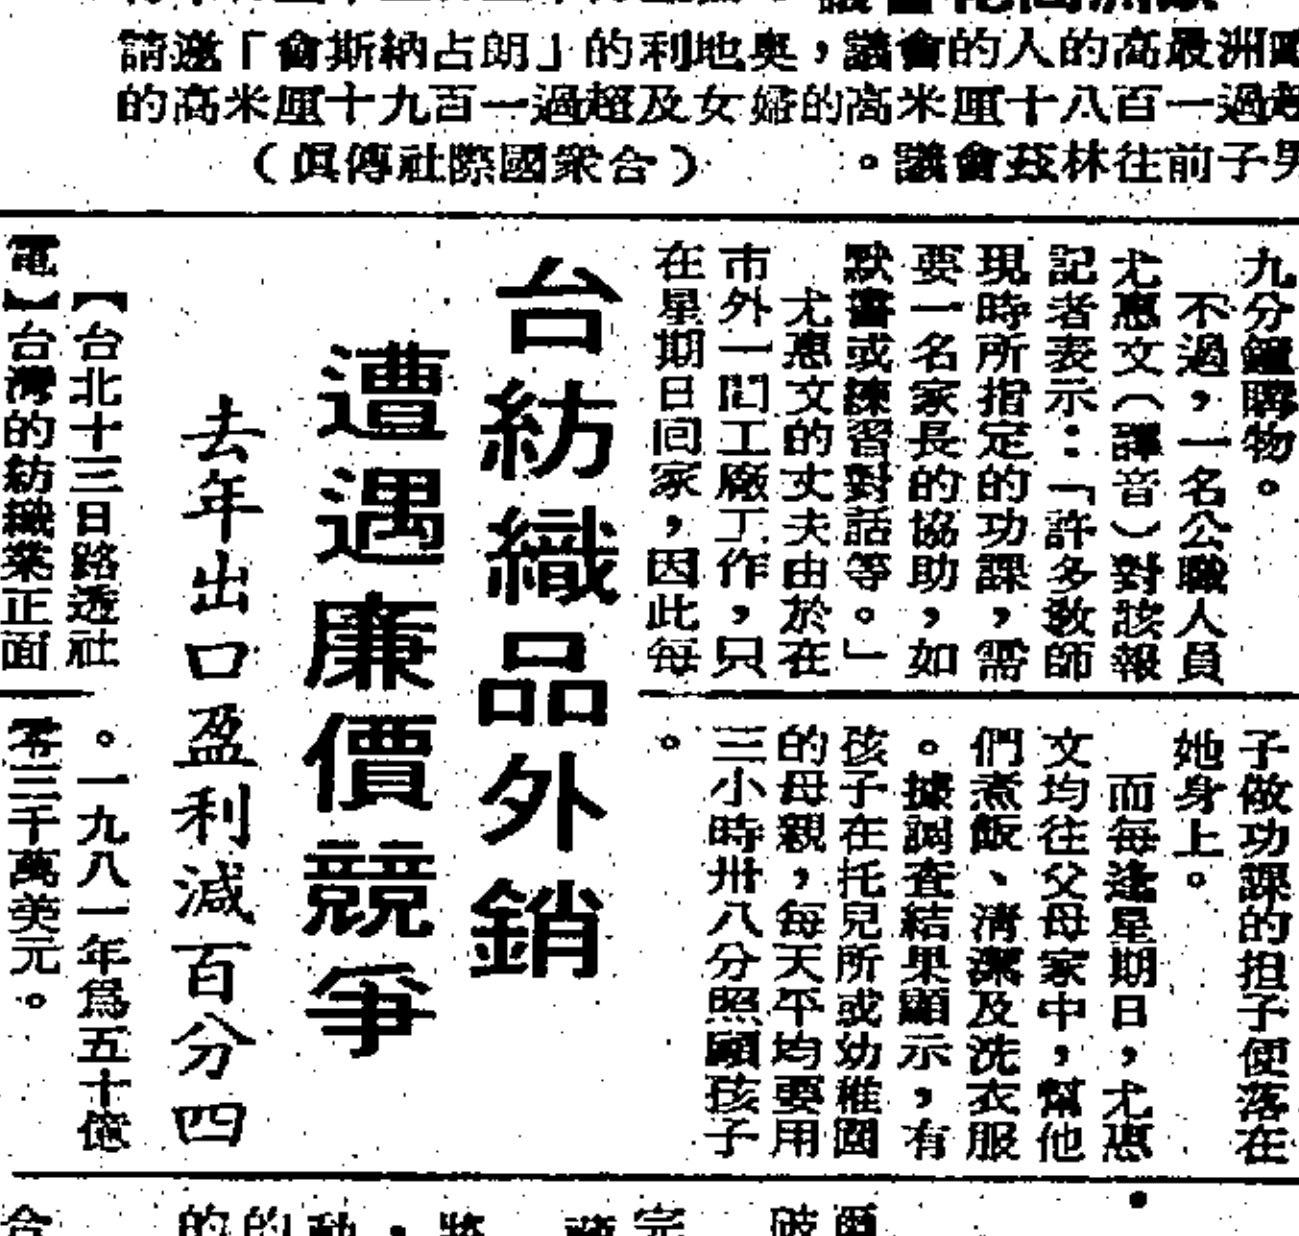 歐洲最高的人的會議，奧地利的「朗占納斯會」邀請
超過一百八十厘米高的婦女及超過一百九十厘米高的
男子前往林茲會議。
（合衆國際社傳眞）
九分鐘購物。
不過，一名公職人員
尤惠文（譯音）對該報
記者表示：「許多教師
現時所指定的功課，需
要一名家長的協助，如
默書或練習對話等。」
尤惠文的丈夫由於在
市外一間工廠工作，只
在星期日回家，因此每
子做功課的担子便落在
她身上。
而每逢星期日，尤惠
文均往父母家中，幫他
們煮飯、清潔及洗衣服
。據調查結果顯示，有
孩子在托兒所或幼稚園
的母親，每天平均要用
三小時卅八分照顧孩子
。
台紡織品外銷
遭遇廉價競爭
去年出口盈利減百分四
【台北十三日路透社
電】台灣的紡織業正面
。一九八一年爲五十億
零三千萬美元。